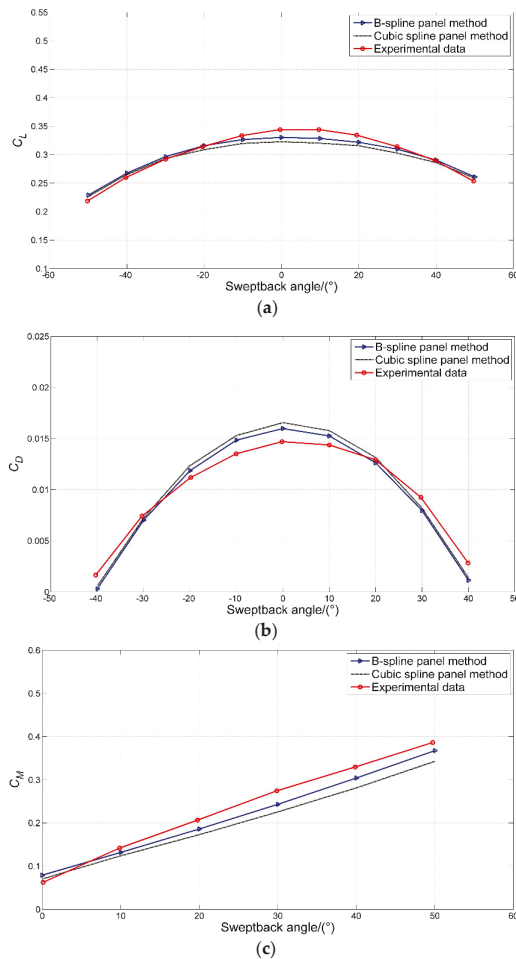 0.55
0.5
0.45
0.4
0.35
0.3
0.25
0.2
0.15
0.1
C_L
B-spline panel method
Cubic spline panel method
Experimental data
-60 -40 -20 0 20 40 60
Sweptback angle/(°)
(a)
0.025
0.02
0.015
0.01
0.005
0
C_D
B-spline panel method
Cubic spline panel method
Experimental data
-50 -40 -30 -20 -10 0 10 20 30 40 50
Sweptback angle/(°)
(b)
0.6
0.5
0.4
0.3
0.2
0.1
0
C_M
B-spline panel method
Cubic spline panel method
Experimental data
0 10 20 30 40 50 60
Sweptback angle/(°)
(c)